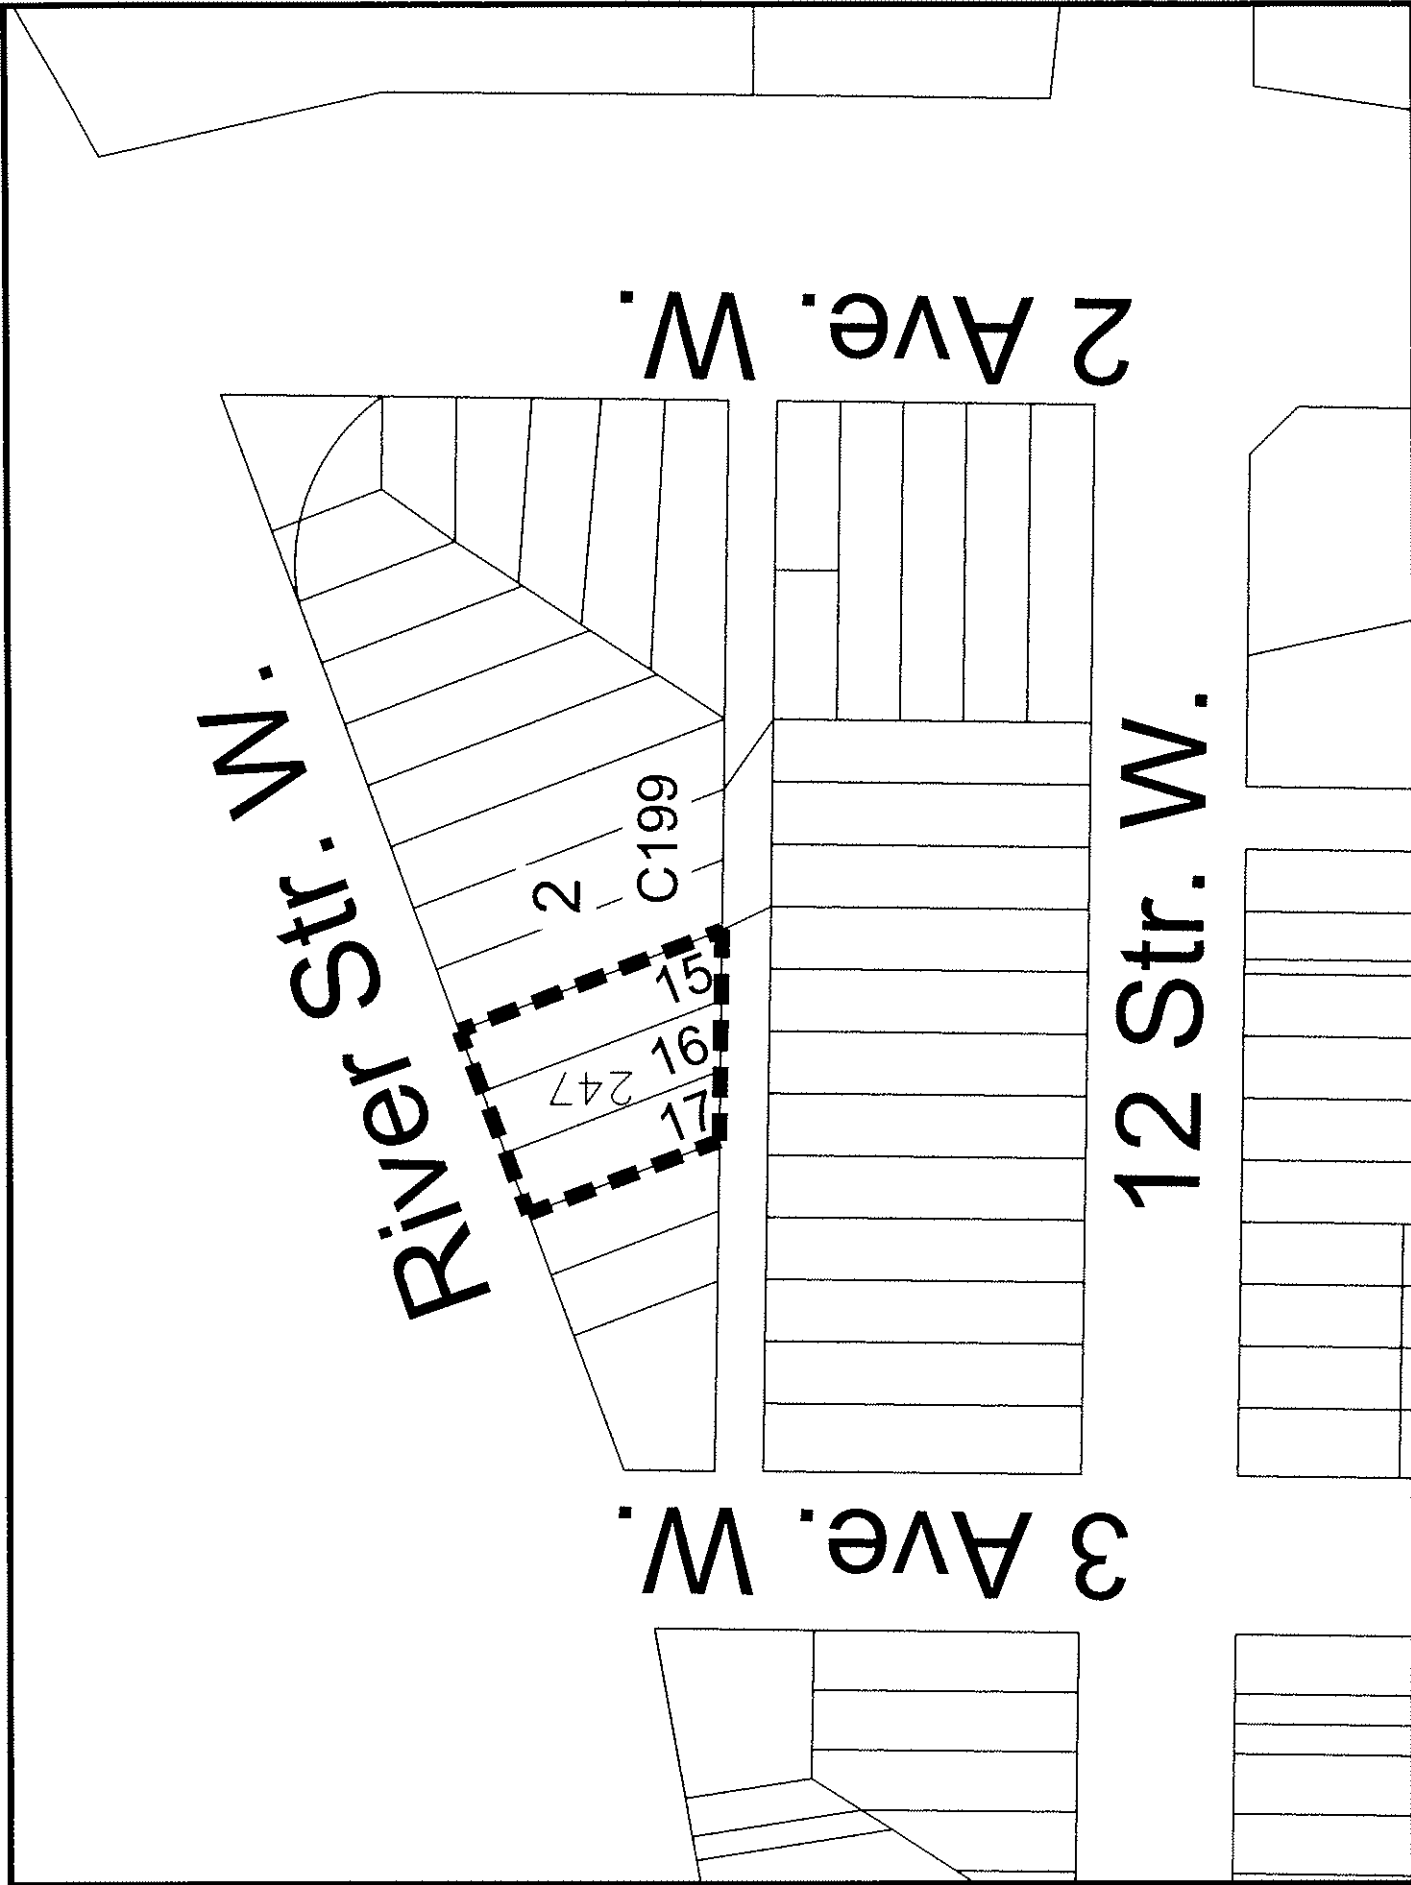 River Str. W.
2 Ave. W.
2
C199
15
16
17
247
12 Str. W.
3 Ave. W.